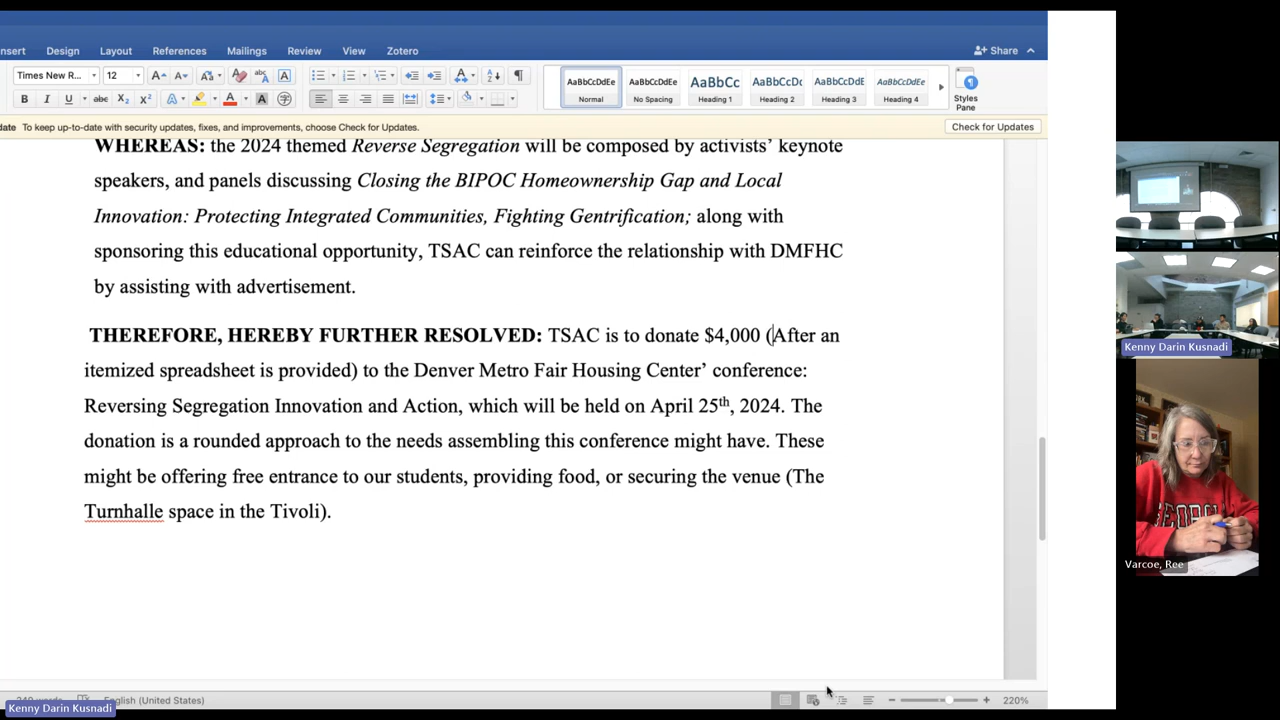 nsert Design Layout References Mailings Review View Zotero Share
Times New R... 12
AaBbCcDdEe AaBbCcDdEe AaBbCc AaBbCcDc AaBbCcDdE AaBbCcDdEe
Normal No Spacing Heading 1 Heading 2 Heading 3 Heading 4 Styles Pane
date To keep up-to-date with security updates, fixes, and improvements, choose Check for Updates. Check for Updates
WHEREAS: the 2024 themed Reverse Segregation will be composed by activists’ keynote
speakers, and panels discussing Closing the BIPOC Homeownership Gap and Local
Innovation: Protecting Integrated Communities, Fighting Gentrification; along with
sponsoring this educational opportunity, TSAC can reinforce the relationship with DMFHC
by assisting with advertisement.
THEREFORE, HEREBY FURTHER RESOLVED: TSAC is to donate $4,000 (After an
itemized spreadsheet is provided) to the Denver Metro Fair Housing Center’ conference:
Reversing Segregation Innovation and Action, which will be held on April 25th, 2024. The
donation is a rounded approach to the needs assembling this conference might have. These
might be offering free entrance to our students, providing food, or securing the venue (The
Turnhalle space in the Tivoli).
English (United States) 220%
Kenny Darin Kusnadi
Kenny Darin Kusnadi
GEORGIA
Varcoe, Ree